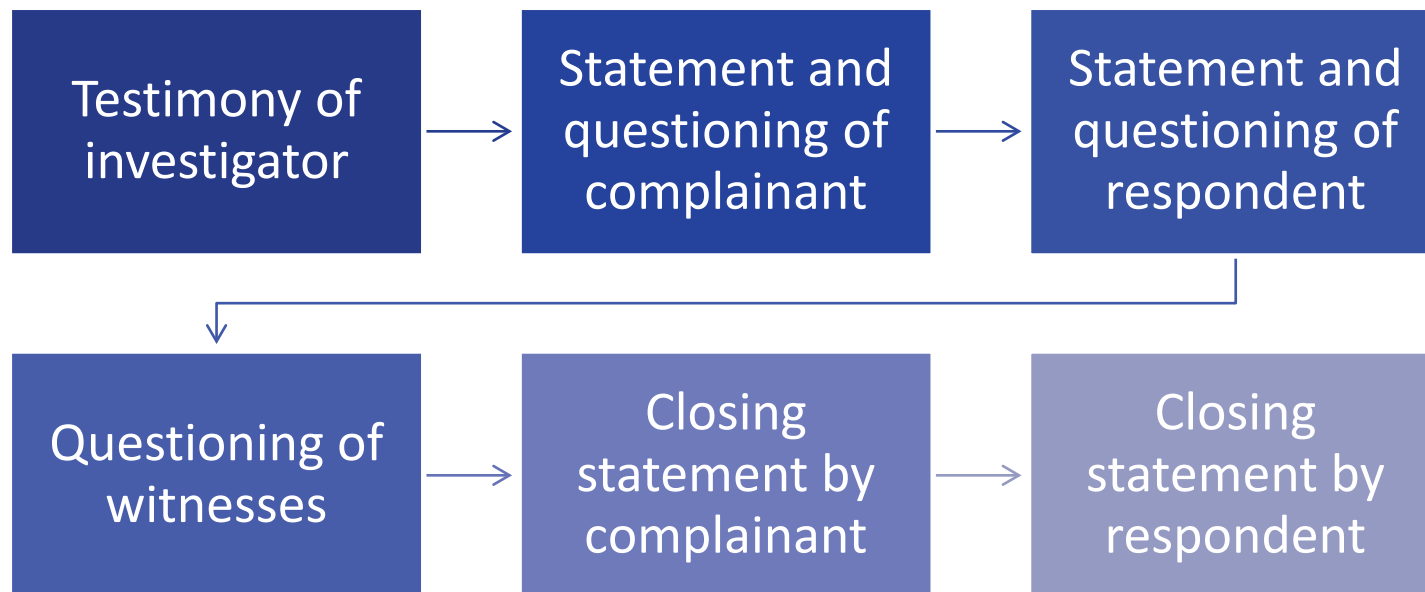 Testimony of
investigator
Statement and
questioning of
complainant
Statement and
questioning of
respondent
Questioning of
witnesses
Closing
statement by
complainant
Closing
statement by
respondent